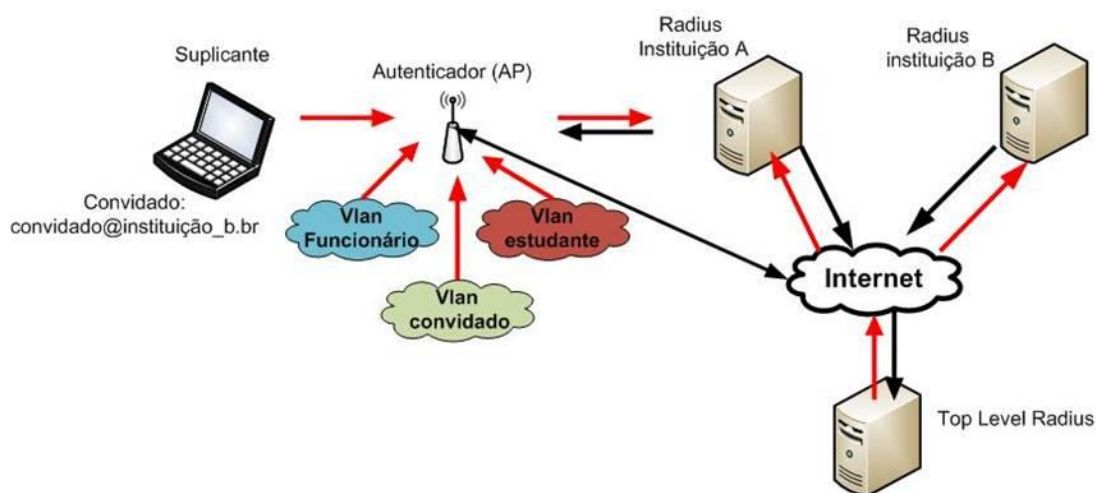 Suplicante
Autenticador (AP)
Radius
Instituição A
Radius
instituição B
Convidado:
convidado@instituição_b.br
Vlan
Funcionário
Vlan
estudante
Vlan
convidado
Internet
Top Level Radius